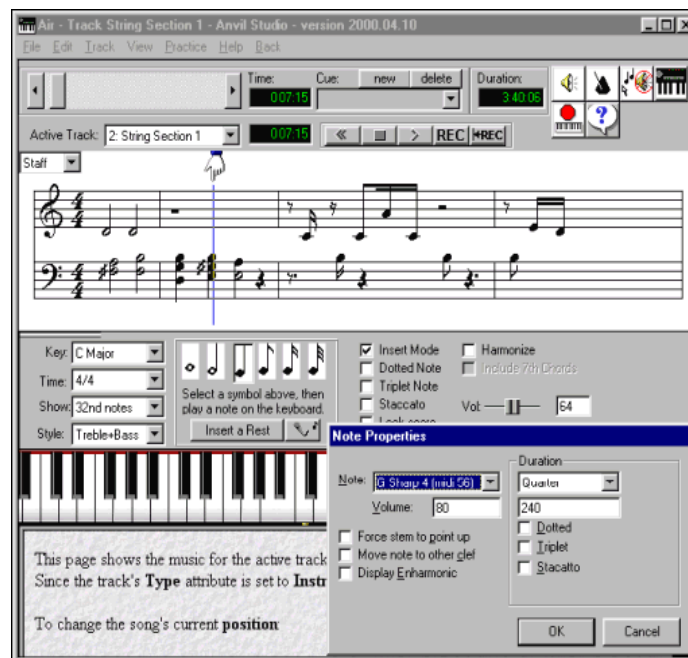 Air - Track String Section 1 - Anvil Studio - version 2000.04.10
File Edit Track View Practice Help Back
Time: Cue: new delete Duration:
0:07:15 3:40:06
Active Track: 2: String Section 1 0:07:15 REC REC
Staff
Key: C Major
Time: 4/4
Show: 32nd notes
Style: Treble+Bass
Select a symbol above, then
play a note on the keyboard.
Insert a Rest
Insert Mode Harmonize
Dotted Note Include 7th Chords
Triplet Note
Staccato Vol: 64
Note Properties
Note: G Sharp 4 (midi 56)
Volume: 80
Force stem to point up
Move note to other clef
Display Enharmonic
Duration
Quarter
240
Dotted
Triplet
Stacatto
OK Cancel
This page shows the music for the active track
Since the track's Type attribute is set to Instr
To change the song's current position